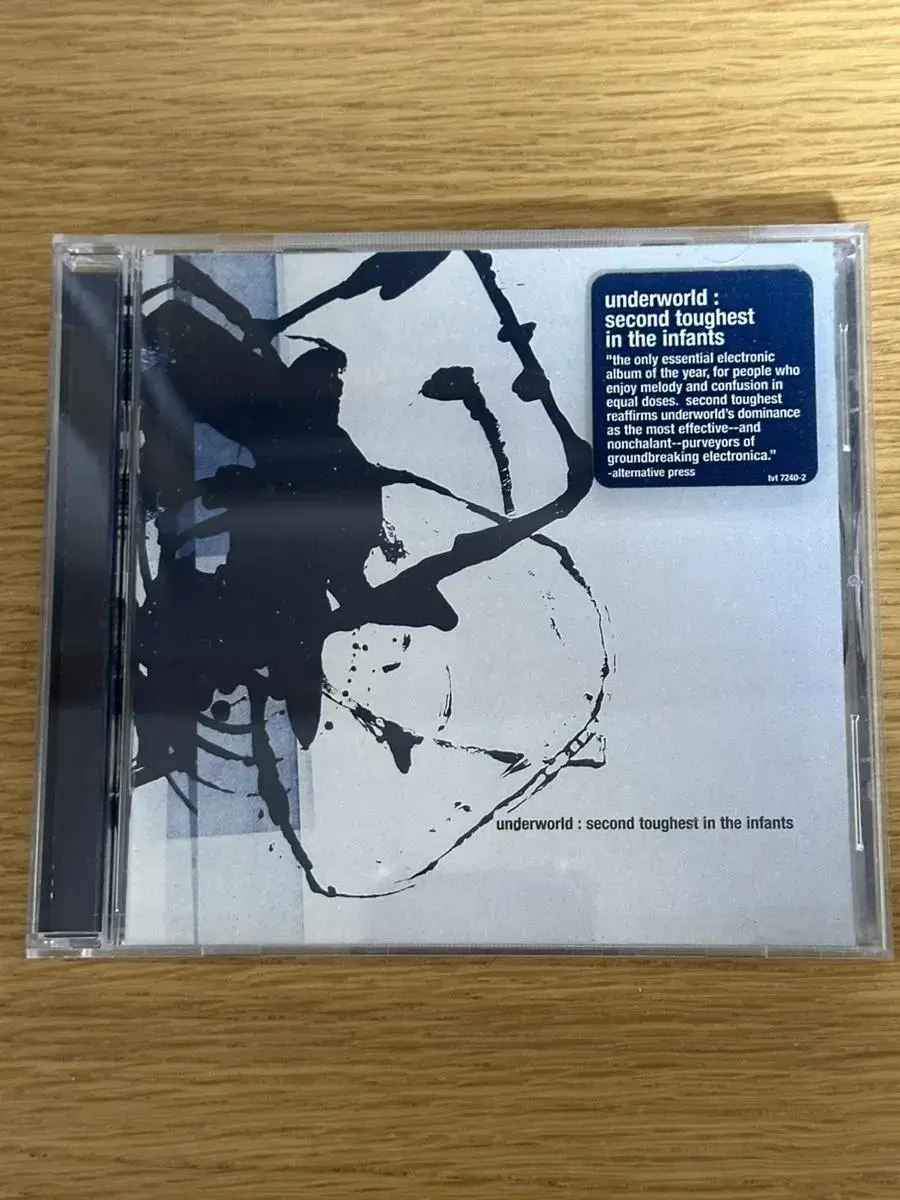 underworld :
second toughest
in the infants
"the only essential electronic
album of the year, for people who
enjoy melody and confusion in
equal doses.  second toughest
reaffirms underworld's dominance
as the most effective--and
nonchalant--purveyors of
groundbreaking electronica."
-alternative press
tvt 7240-2
underworld : second toughest in the infants